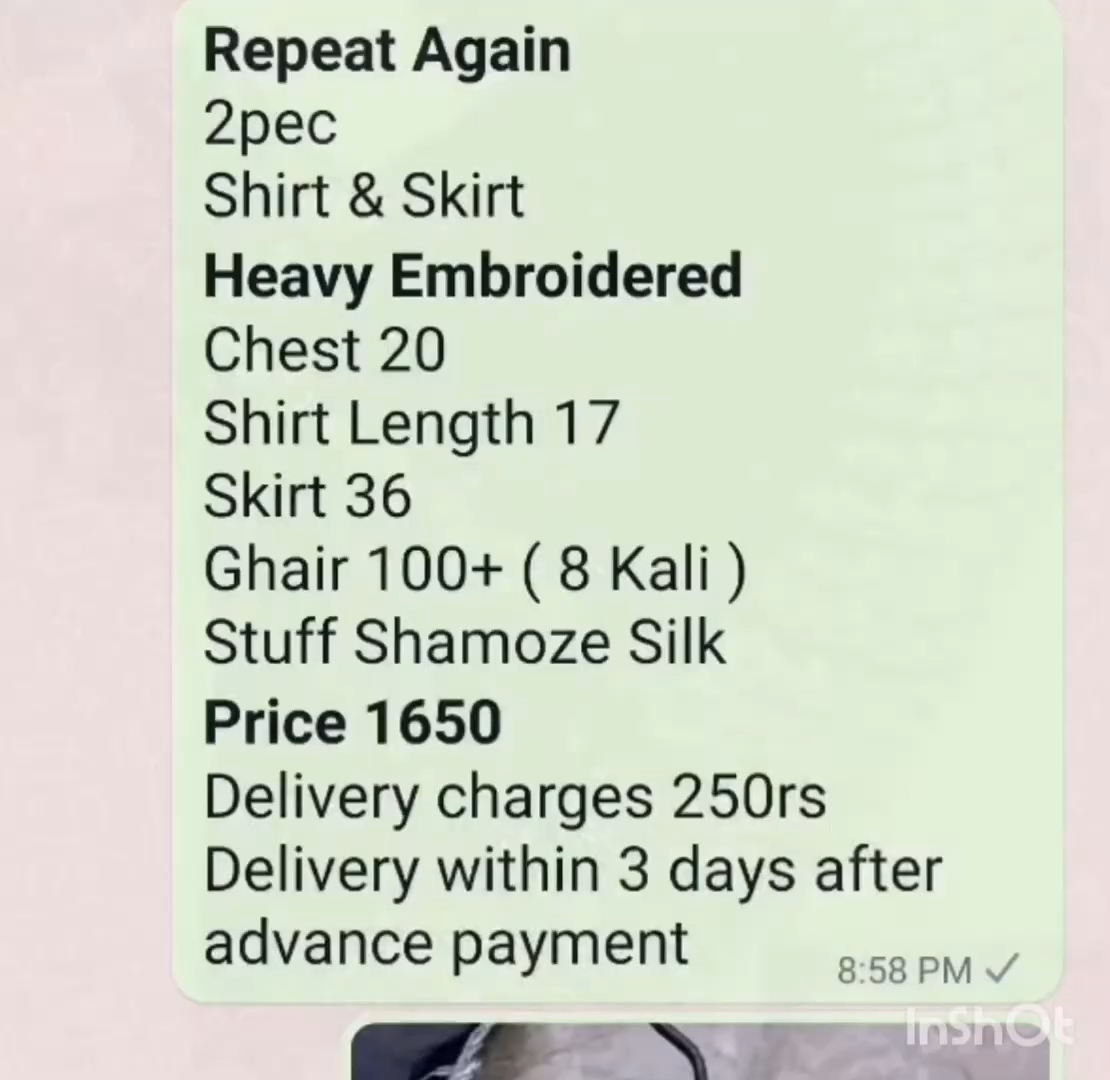 Repeat Again
2pec
Shirt & Skirt
Heavy Embroidered
Chest 20
Shirt Length 17
Skirt 36
Ghair 100+ ( 8 Kali )
Stuff Shamoze Silk
Price 1650
Delivery charges 250rs
Delivery within 3 days after
advance payment
8:58 PM
InShOt